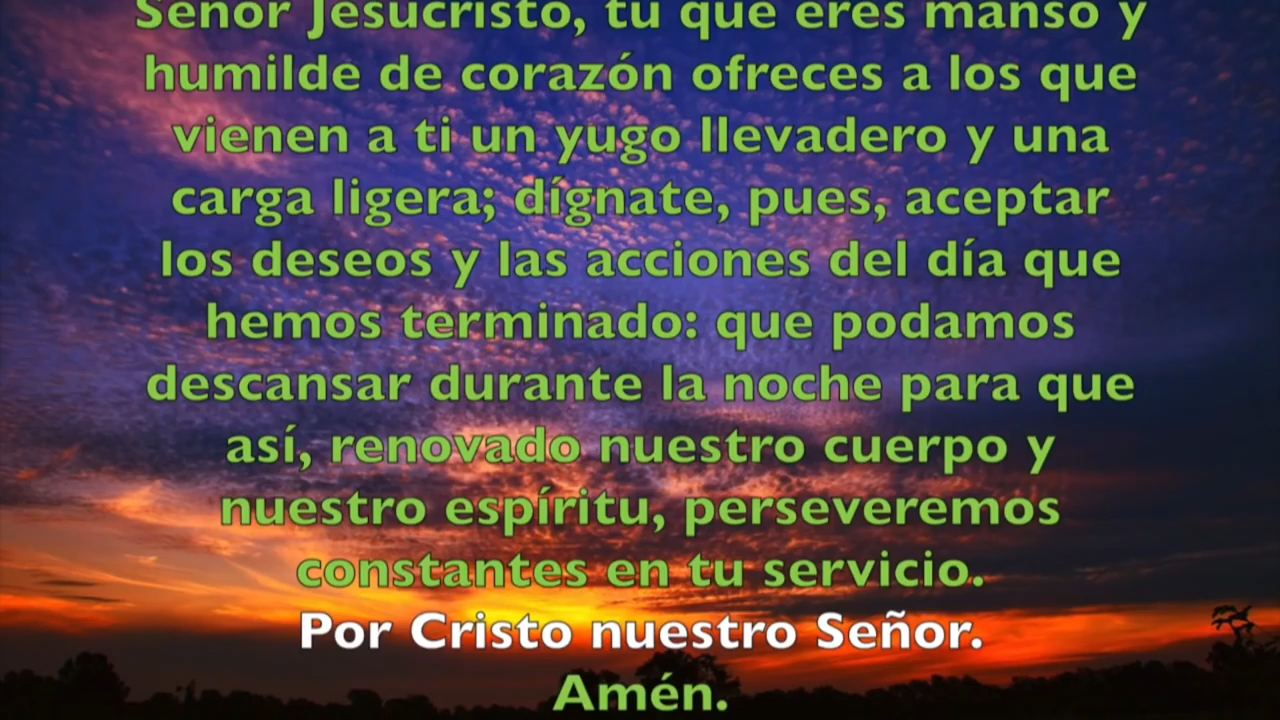 Señor Jesucristo, tú que eres manso y
humilde de corazón ofreces a los que
vienen a ti un yugo llevadero y una
carga ligera; dígnate, pues, aceptar
los deseos y las acciones del día que
hemos terminado: que podamos
descansar durante la noche para que
así, renovado nuestro cuerpo y
nuestro espíritu, perseveremos
constantes en tu servicio.
Por Cristo nuestro Señor.
Amén.